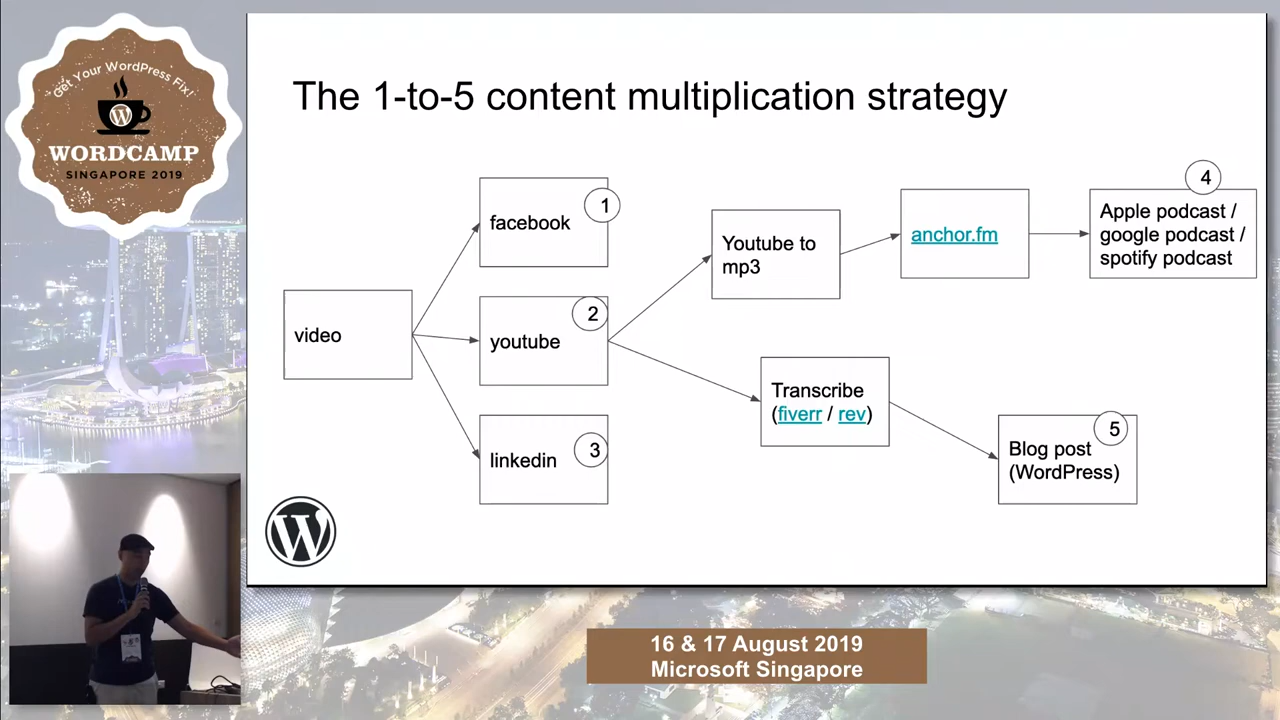 Get Your WordPress Fix!
WORDCAMP
SINGAPORE 2019
The 1-to-5 content multiplication strategy
video
facebook
1
youtube
2
linkedin
3
Youtube to
mp3
anchor.fm
4
Apple podcast /
google podcast /
spotify podcast
Transcribe
(fiverr / rev)
5
Blog post
(WordPress)
16 & 17 August 2019
Microsoft Singapore